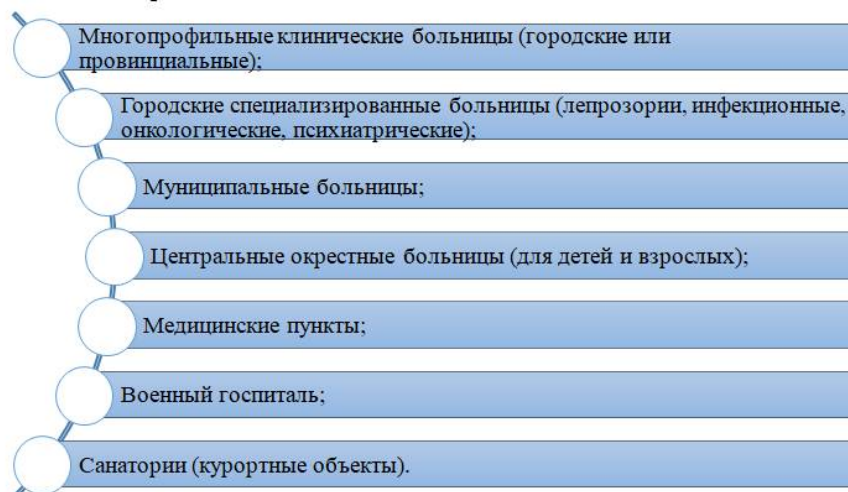 Многопрофильные клинические больницы (городские или
провинциальные);
Городские специализированные больницы (лепрозории, инфекционные,
онкологические, психиатрические);
Муниципальные больницы;
Центральные окрестные больницы (для детей и взрослых);
Медицинские пункты;
Военный госпиталь;
Санатории (курортные объекты).